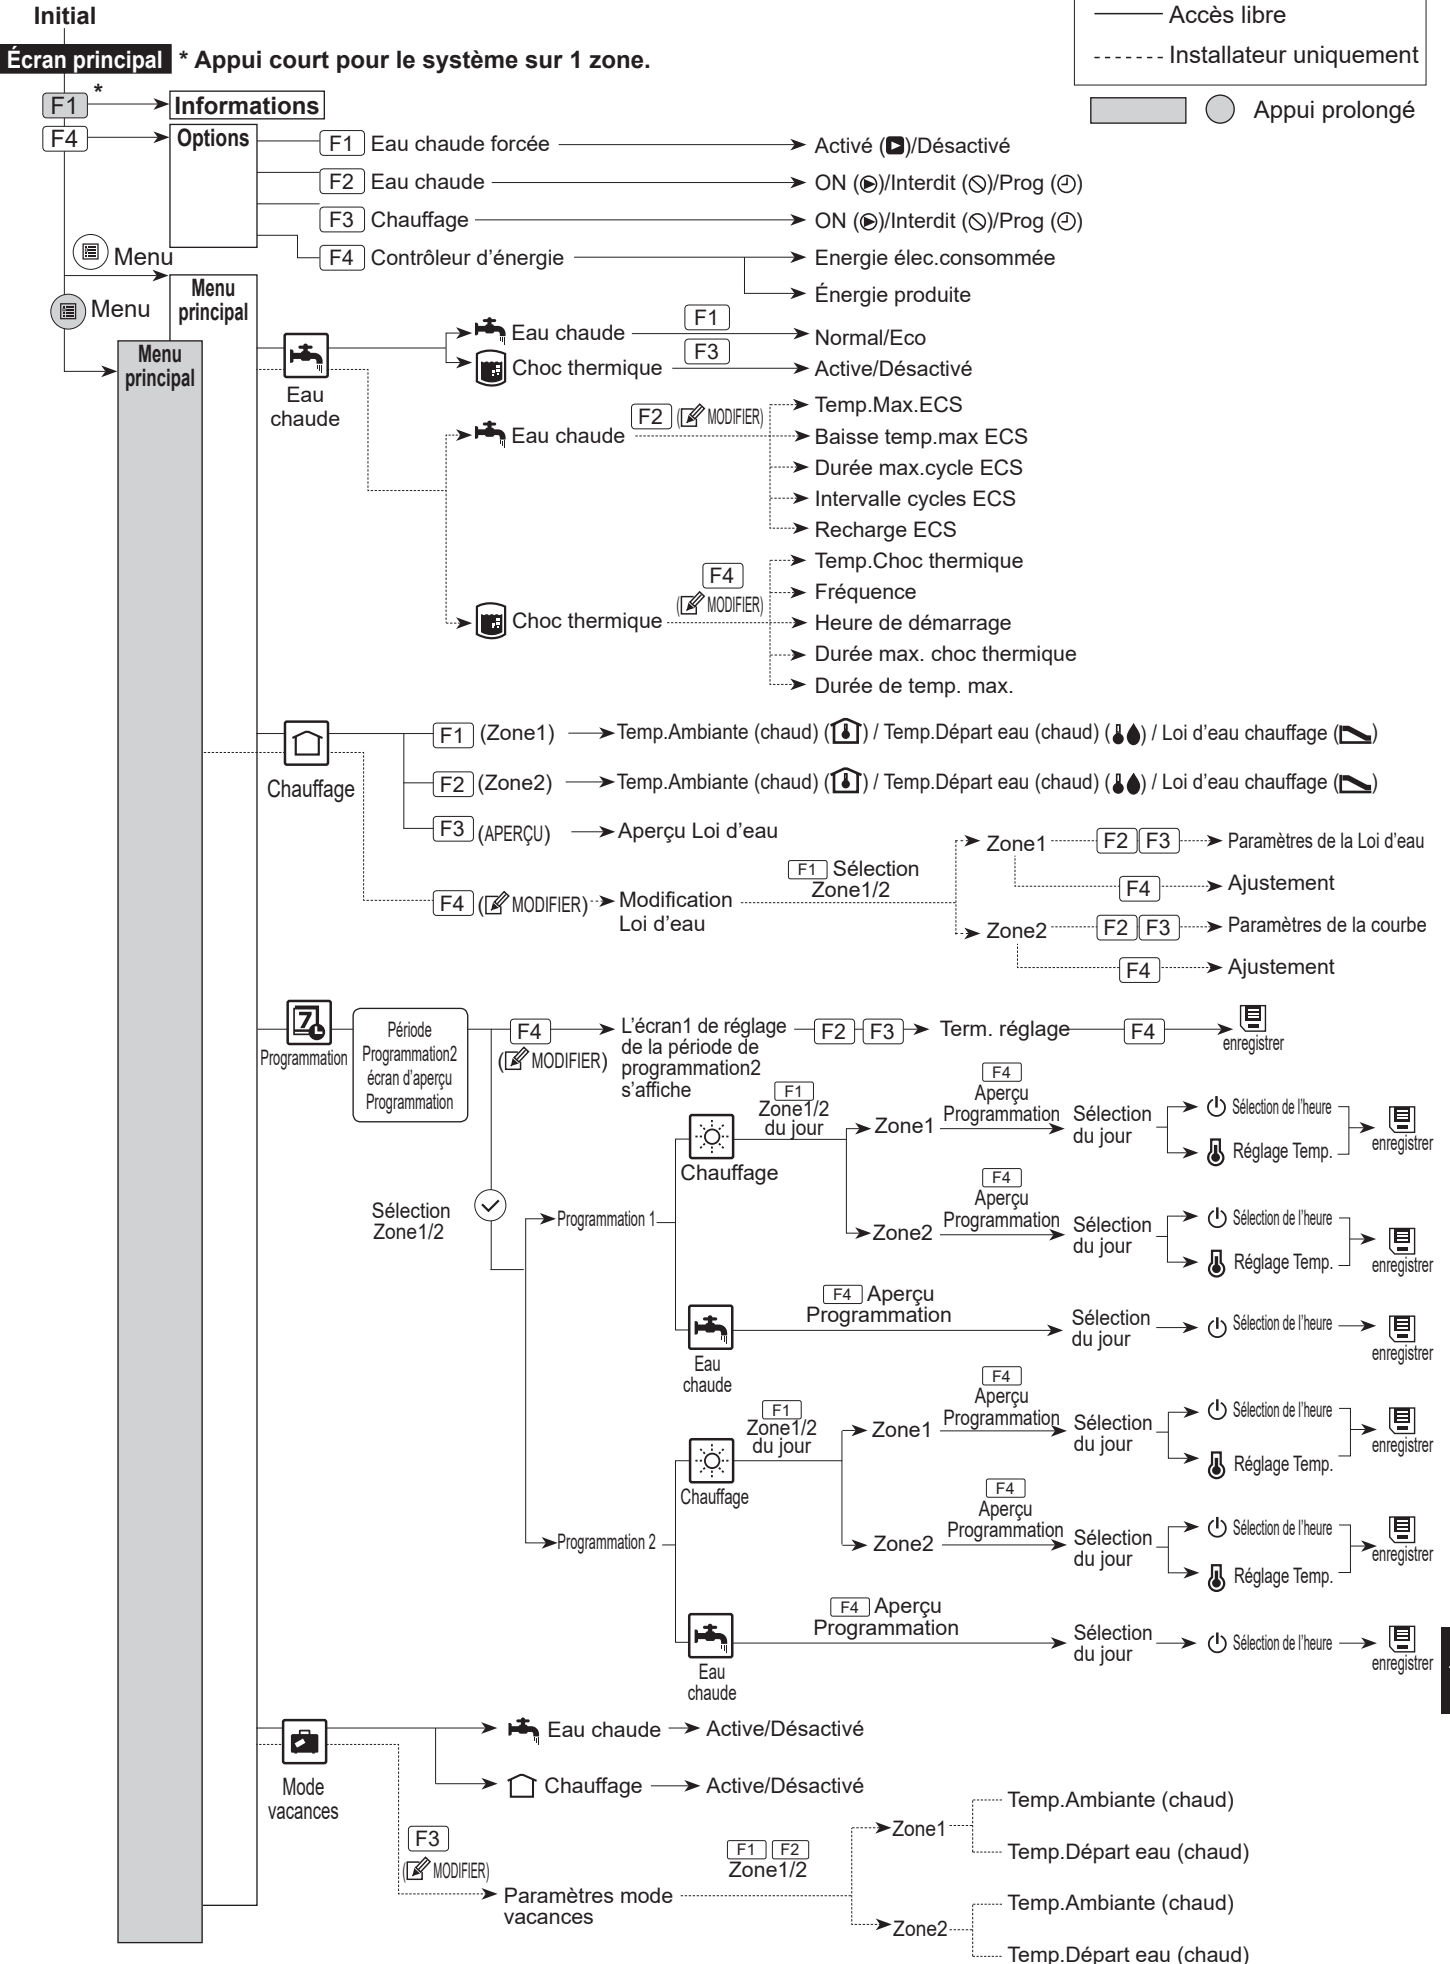 Initial
Accès libre
Installateur uniquement
Écran principal * Appui court pour le système sur 1 zone.
Appui prolongé
F1 * Informations
F4 Options
F1 Eau chaude forcée Activé ()/Désactivé
F2 Eau chaude ON ()/Interdit ()/Prog ()
F3 Chauffage ON ()/Interdit ()/Prog ()
F4 Contrôleur d'énergie Energie élec.consommée
Énergie produite
Menu
Menu
principal
Menu
Menu
principal
Eau
chaude
Eau chaude F1 Normal/Eco
Choc thermique F3 Active/Désactivé
Eau chaude F2 (MODIFIER)
Temp.Max.ECS
Baisse temp.max ECS
Durée max.cycle ECS
Intervalle cycles ECS
Recharge ECS
Choc thermique F4 (MODIFIER)
Temp.Choc thermique
Fréquence
Heure de démarrage
Durée max. choc thermique
Durée de temp. max.
Chauffage
F1 (Zone1) Temp.Ambiante (chaud) () / Temp.Départ eau (chaud) () / Loi d'eau chauffage ()
F2 (Zone2) Temp.Ambiante (chaud) () / Temp.Départ eau (chaud) () / Loi d'eau chauffage ()
F3 (APERÇU) Aperçu Loi d'eau
F4 (MODIFIER) Modification
Loi d'eau
F1 Sélection
Zone1/2
Zone1 F2 F3 Paramètres de la Loi d'eau
F4 Ajustement
Zone2 F2 F3 Paramètres de la courbe
F4 Ajustement
7
Programmation
Période
Programmation2
écran d'aperçu
Programmation
F4
(MODIFIER)
L'écran1 de réglage
de la période de
programmation2
s'affiche
F2 F3 Term. réglage F4 enregistrer
Sélection
Zone1/2
Programmation 1
Chauffage
F1
Zone1/2
du jour
Zone1
F4
Aperçu
Programmation
Sélection
du jour
Sélection de l'heure
Réglage Temp.
enregistrer
Zone2
F4
Aperçu
Programmation
Sélection
du jour
Sélection de l'heure
Réglage Temp.
enregistrer
Eau
chaude
F4 Aperçu
Programmation
Sélection
du jour
Sélection de l'heure
enregistrer
Programmation 2
Chauffage
F1
Zone1/2
du jour
Zone1
F4
Aperçu
Programmation
Sélection
du jour
Sélection de l'heure
Réglage Temp.
enregistrer
Zone2
F4
Aperçu
Programmation
Sélection
du jour
Sélection de l'heure
Réglage Temp.
enregistrer
Eau
chaude
F4 Aperçu
Programmation
Sélection
du jour
Sélection de l'heure
enregistrer
Mode
vacances
Eau chaude Active/Désactivé
Chauffage Active/Désactivé
F3
(MODIFIER)
Paramètres mode
vacances
F1 F2
Zone1/2
Zone1
Temp.Ambiante (chaud)
Temp.Départ eau (chaud)
Zone2
Temp.Ambiante (chaud)
Temp.Départ eau (chaud)